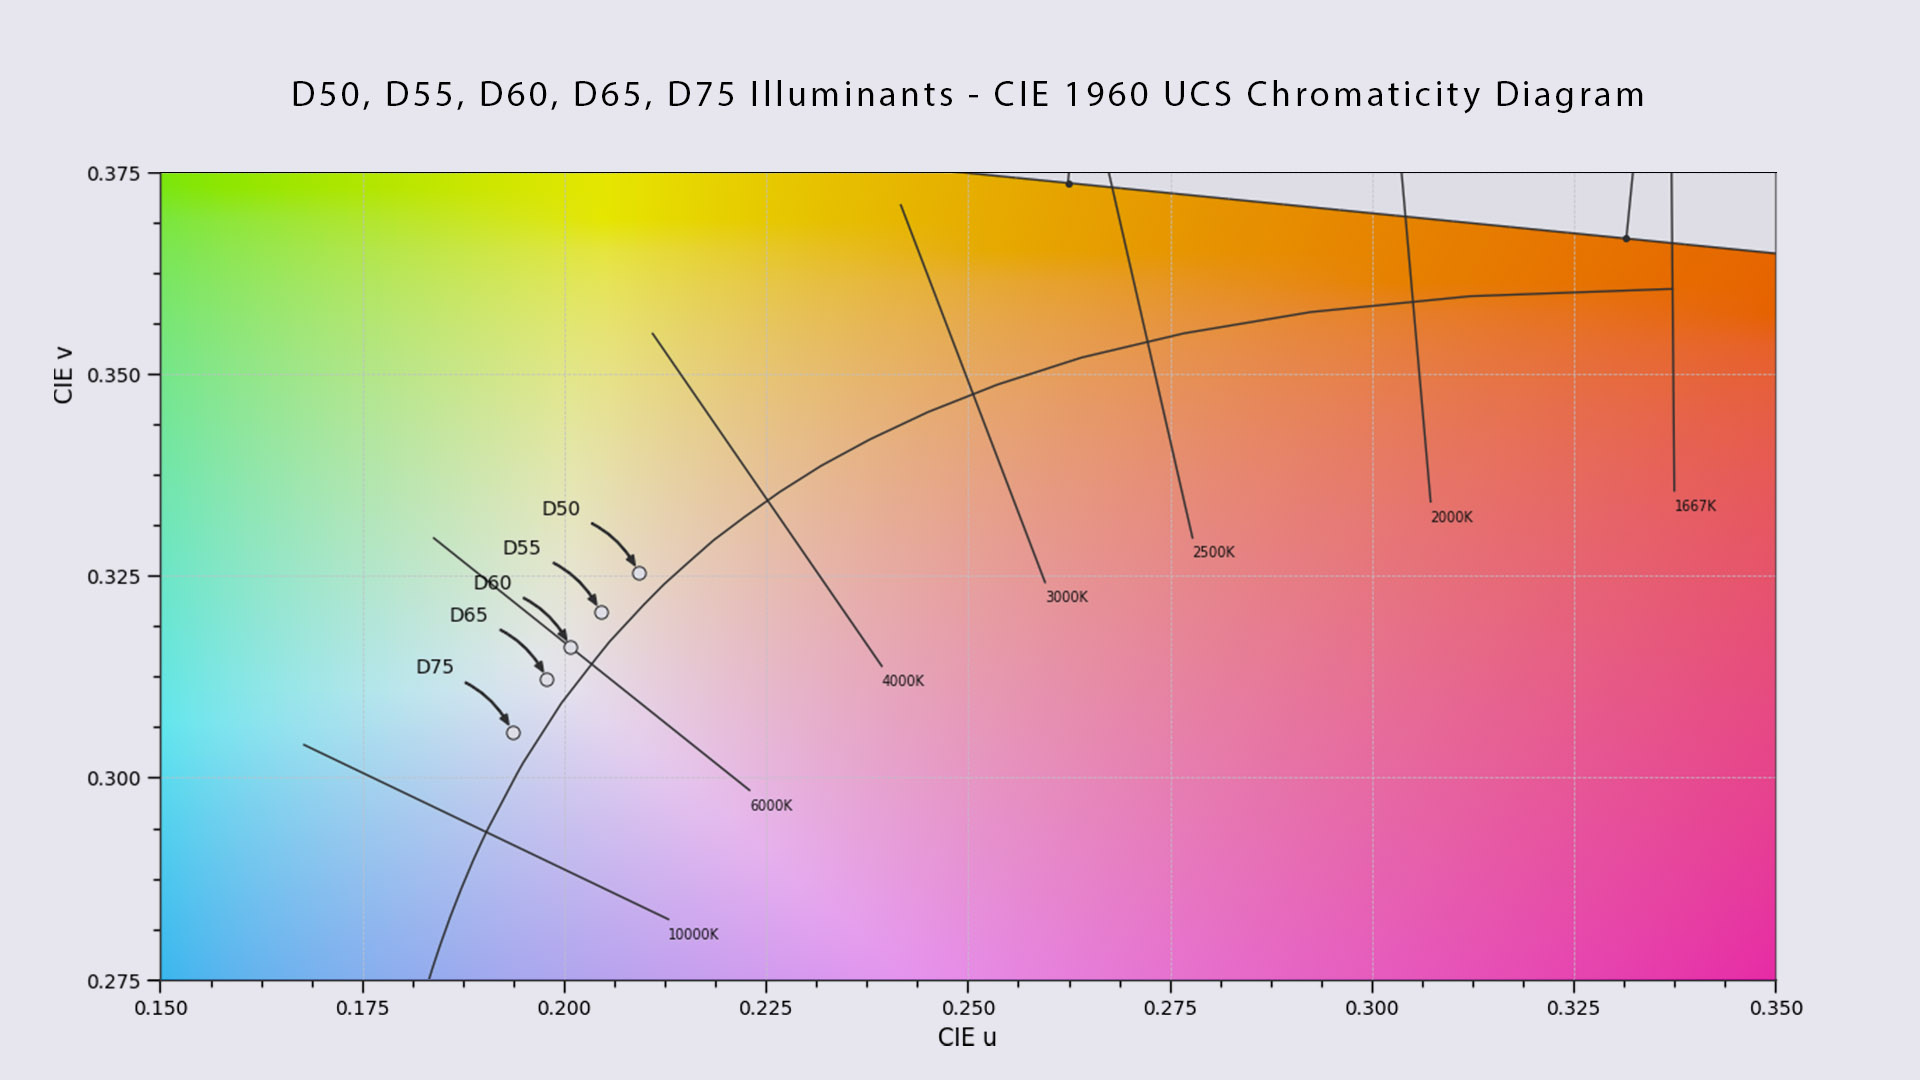 D50, D55, D60, D65, D75 Illuminants - CIE 1960 UCS Chromaticity Diagram
0.375
0.350
0.325
0.300
0.275
CIE v
D50
D55
D60
D65
D75
1667K
2000K
2500K
3000K
4000K
6000K
10000K
0.150 0.175 0.200 0.225 0.250 0.275 0.300 0.325 0.350
CIE u